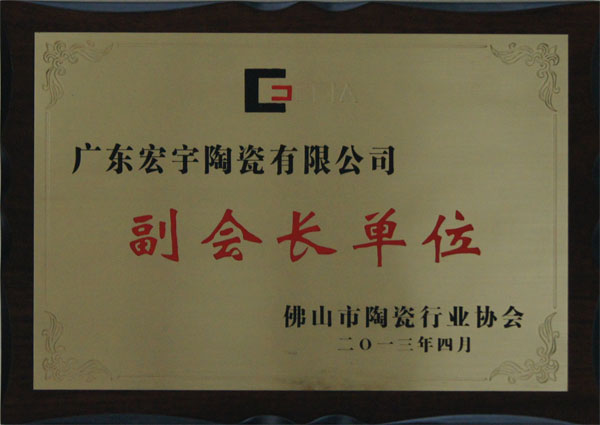 广东宏宇陶瓷有限公司
副会长单位
佛山市陶瓷行业协会
二〇一三年四月